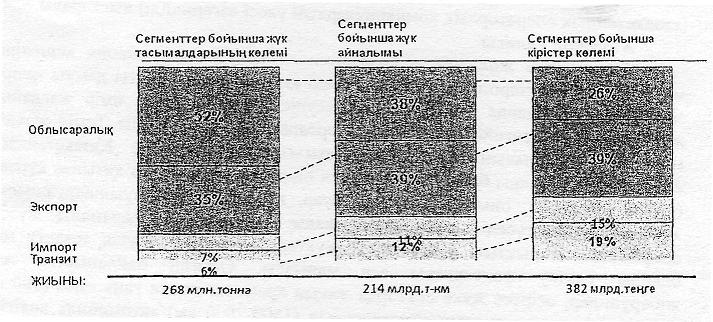 Сегменттер бойынша жүк
тасымалдарының көлемі
Сегменттер
бойынша жүк
айналымы
Сегменттер бойынша
кірістер көлемі
Облысаралық
52%
38%
26%
Экспорт
35%
39%
39%
Импорт
7%
11%
15%
Транзит
6%
12%
19%
ЖИЫНЫ:
268 млн.тонна
214 млрд.т-км
382 млрд.теңге